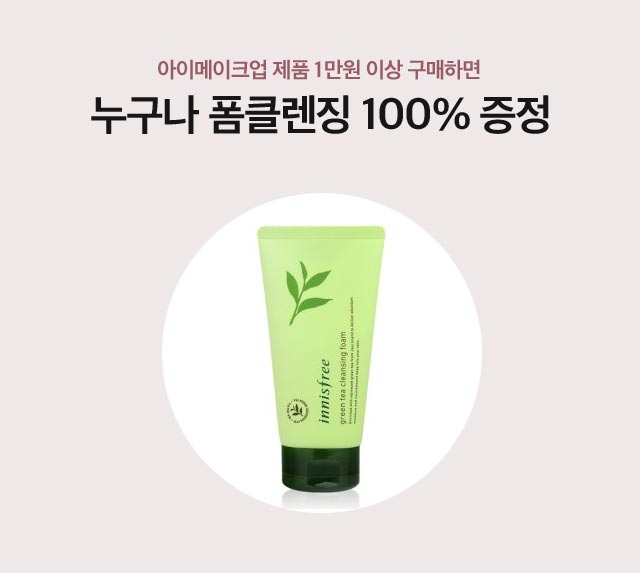 아이메이크업 제품 1만원 이상 구매하면
누구나 폼클렌징 100% 증정
innisfree
green tea cleansing foam